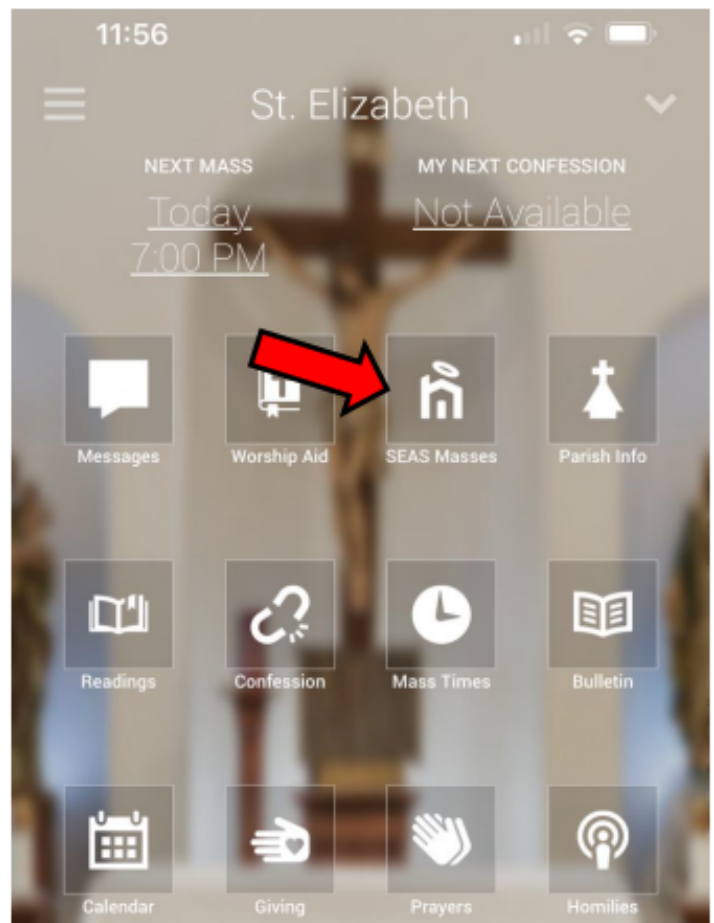 11:56
St. Elizabeth
NEXT MASS
MY NEXT CONFESSION
Today
7:00 PM
Not Available
Messages
Worship Aid
SEAS Masses
Parish Info
Readings
Confession
Mass Times
Bulletin
Calendar
Giving
Prayers
Homilies